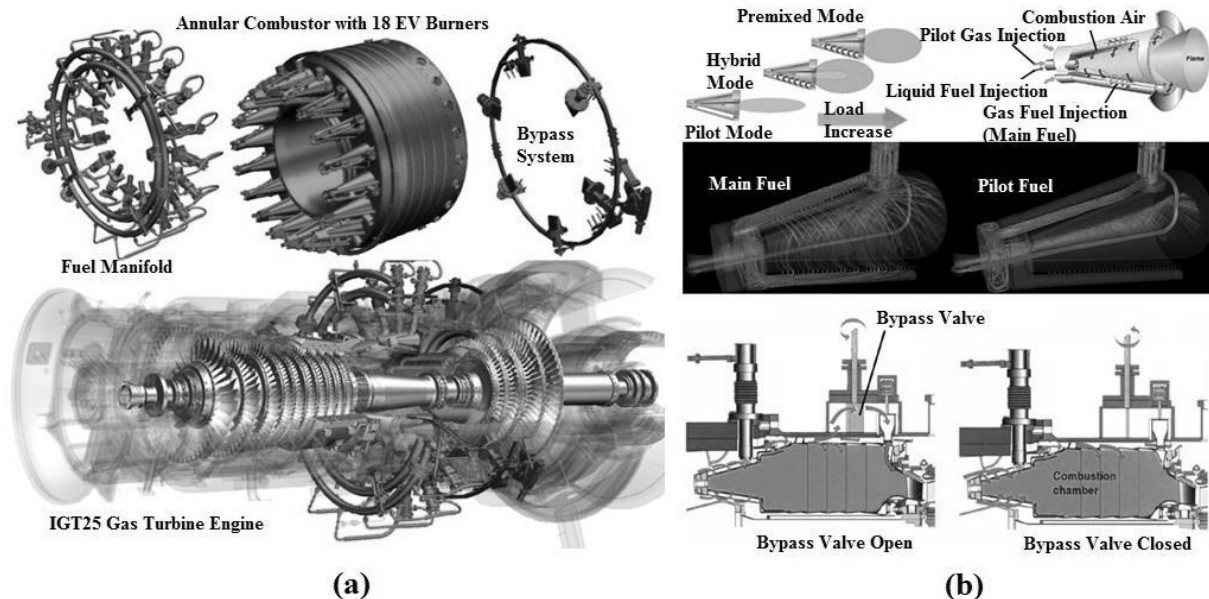 Annular Combustor with 18 EV Burners
Bypass
System
Fuel Manifold
IGT25 Gas Turbine Engine
(a)
Premixed Mode
Hybrid
Mode
Pilot Mode
Load
Increase
Combustion Air
Pilot Gas Injection
Flame
Liquid Fuel Injection
Gas Fuel Injection
(Main Fuel)
Main Fuel
Pilot Fuel
Bypass Valve
Combustion
chamber
Bypass Valve Open
Bypass Valve Closed
(b)